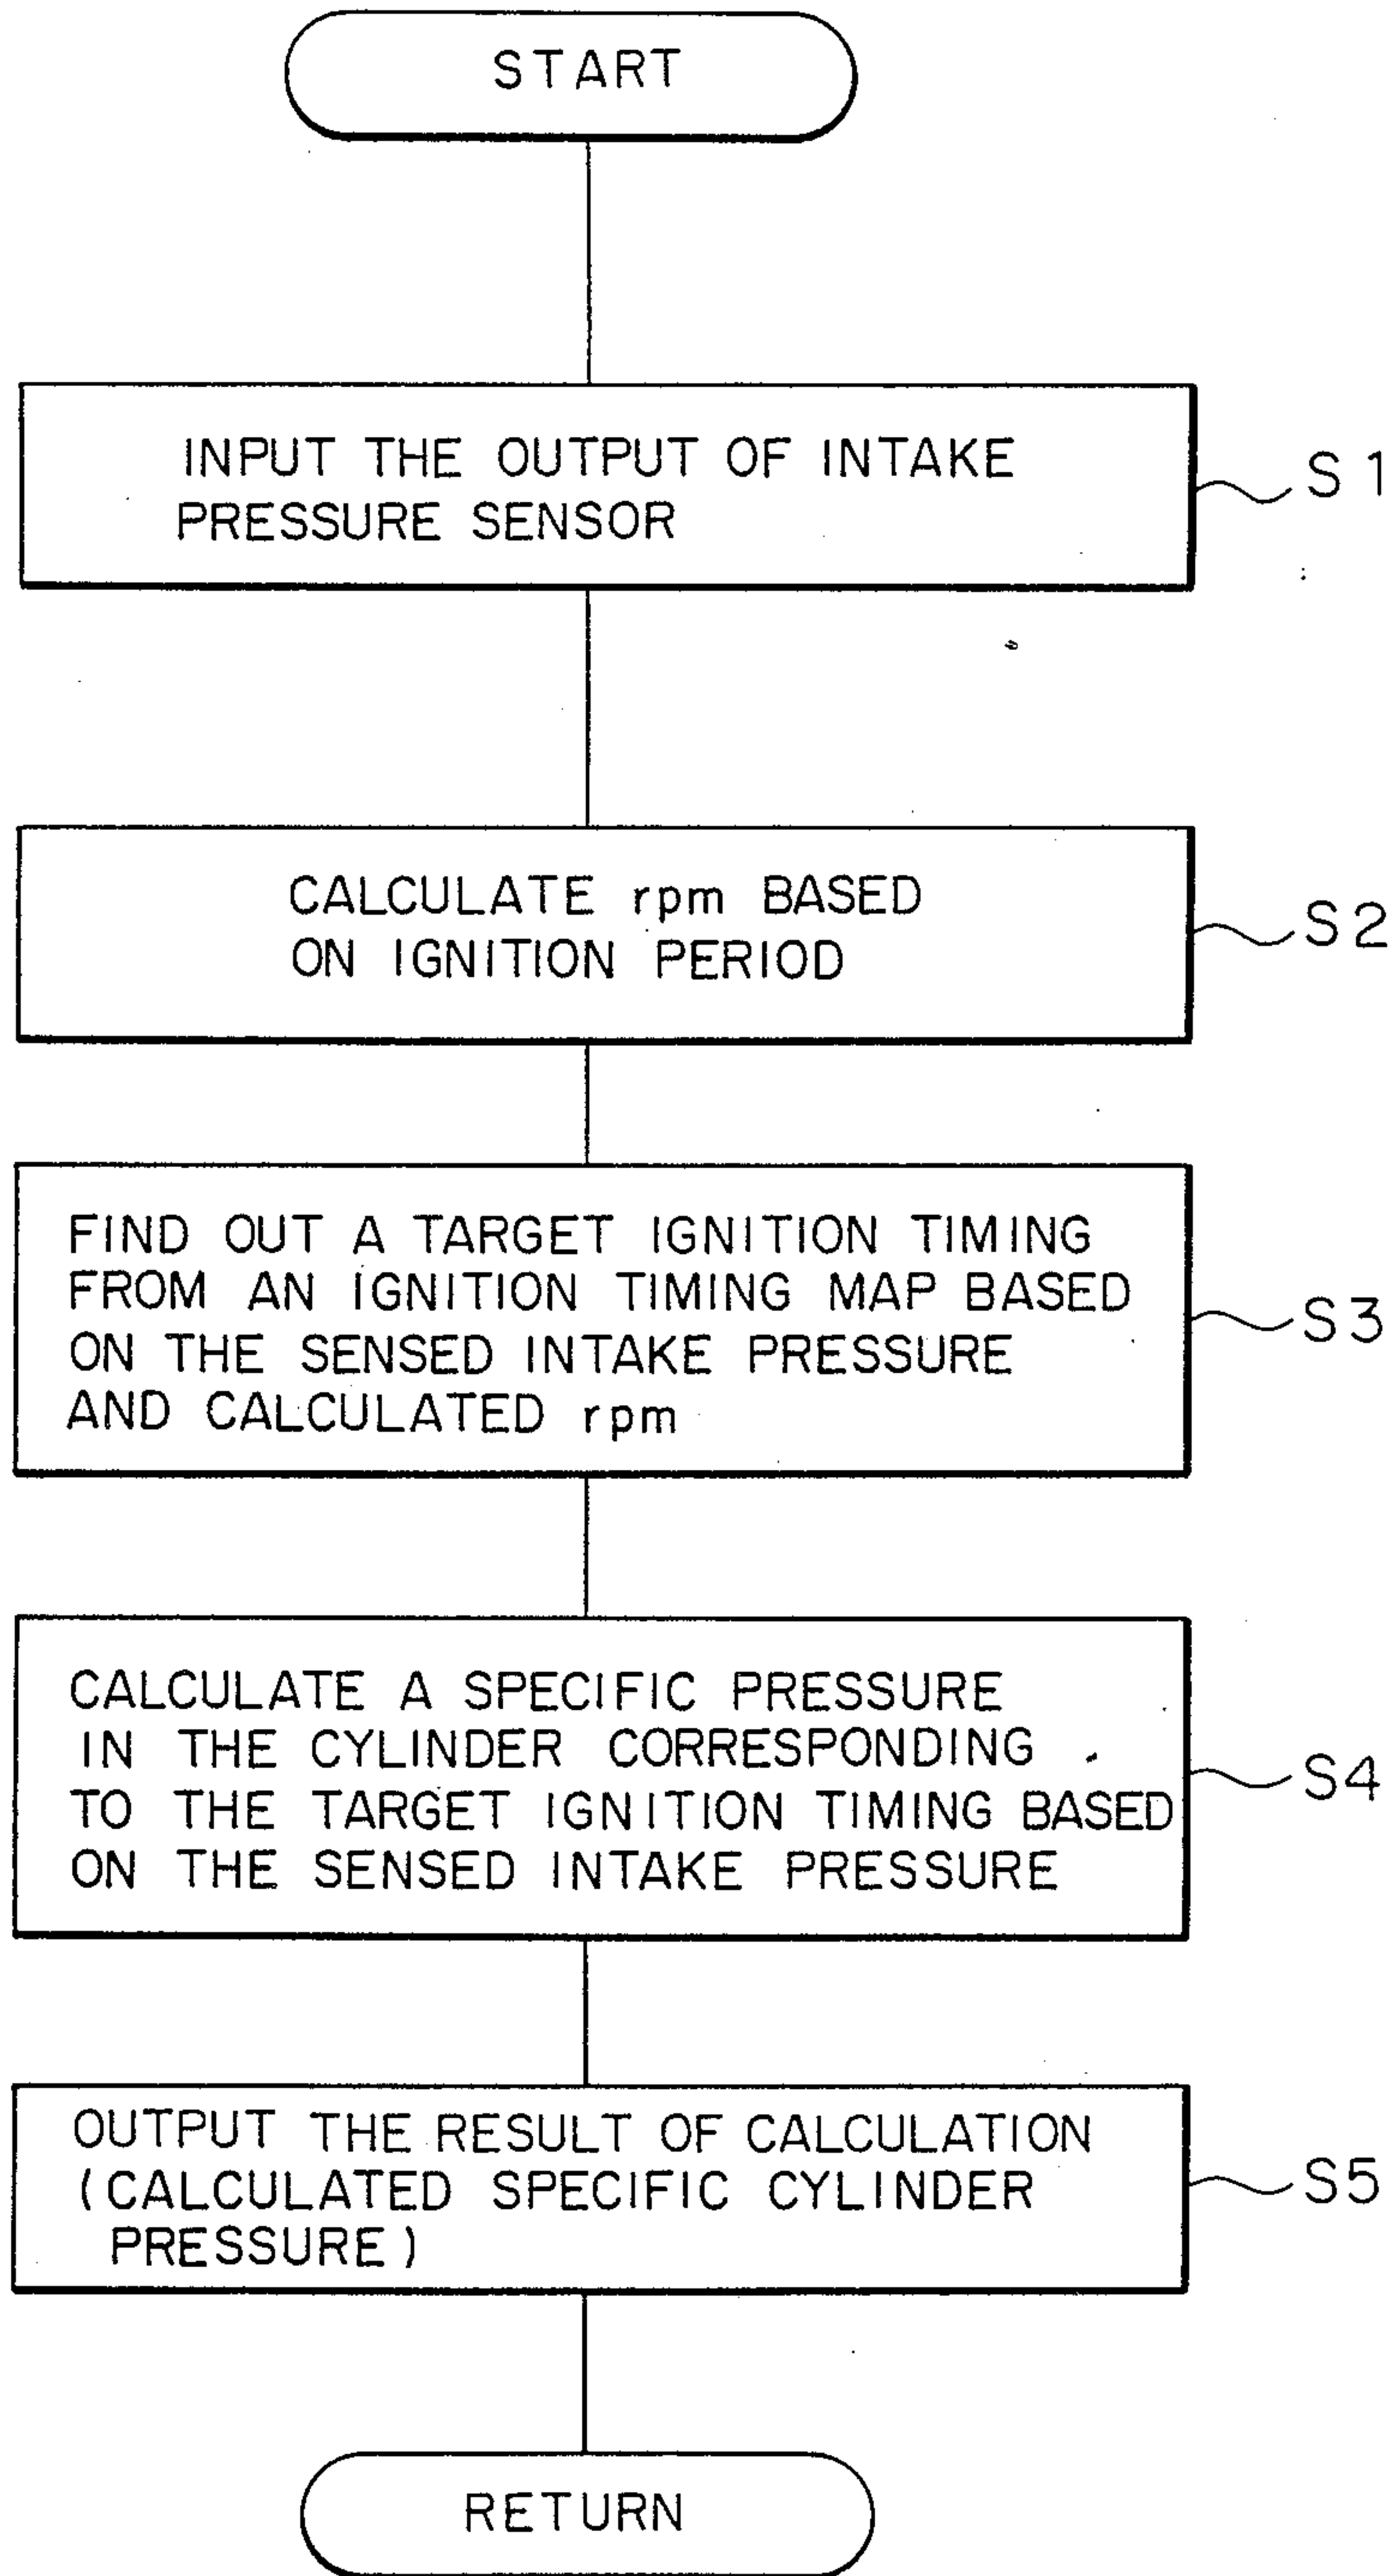 START
INPUT THE OUTPUT OF INTAKE
PRESSURE SENSOR
S1
CALCULATE rpm BASED
ON IGNITION PERIOD
S2
FIND OUT A TARGET IGNITION TIMING
FROM AN IGNITION TIMING MAP BASED
ON THE SENSED INTAKE PRESSURE
AND CALCULATED rpm
S3
CALCULATE A SPECIFIC PRESSURE
IN THE CYLINDER CORRESPONDING
TO THE TARGET IGNITION TIMING BASED
ON THE SENSED INTAKE PRESSURE
S4
OUTPUT THE RESULT OF CALCULATION
(CALCULATED SPECIFIC CYLINDER
PRESSURE)
S5
RETURN